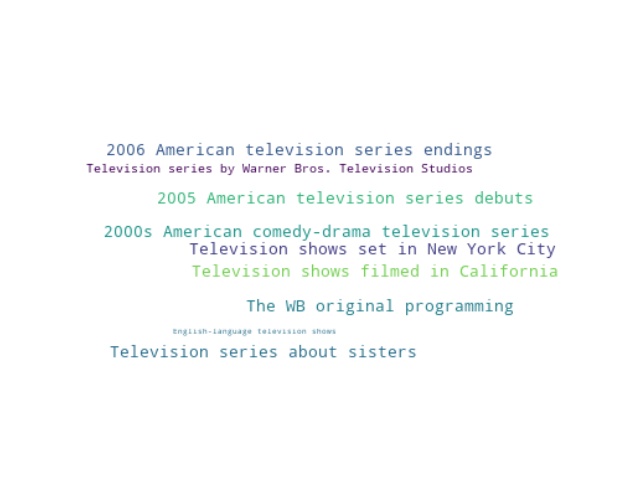 2006 American television series endings
Television series by Warner Bros. Television Studios
2005 American television series debuts
2000s American comedy-drama television series
Television shows set in New York City
Television shows filmed in California
The WB original programming
English-language television shows
Television series about sisters